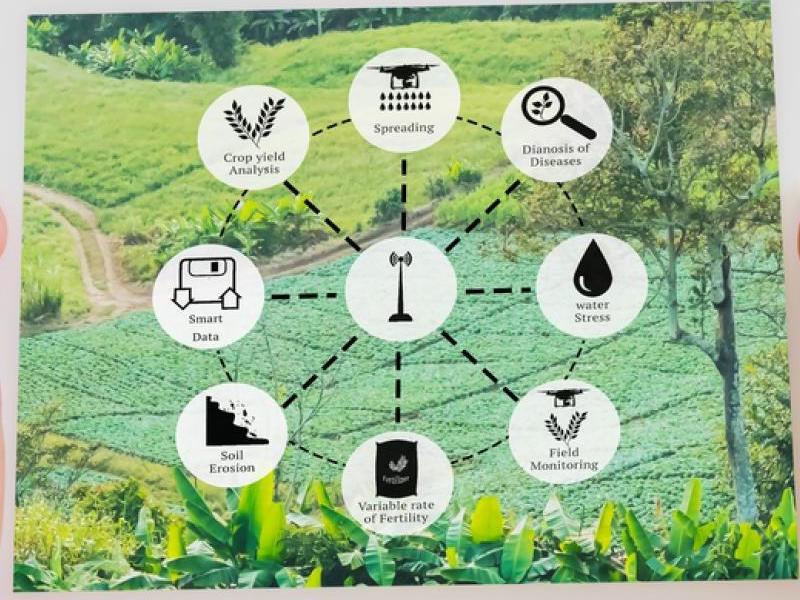 Spreading
Crop yield
Analysis
Dianosis of
Diseases
Smart
Data
water
Stress
Soil
Erosion
Field
Monitoring
Fertilizer
Variable rate
of Fertility